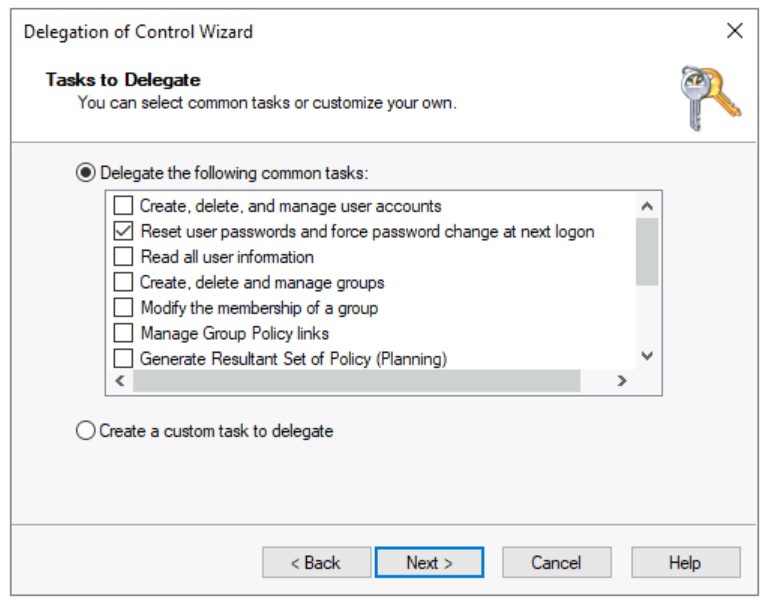 Delegation of Control Wizard
Tasks to Delegate
You can select common tasks or customize your own.
Delegate the following common tasks:
Create, delete, and manage user accounts
Reset user passwords and force password change at next logon
Read all user information
Create, delete and manage groups
Modify the membership of a group
Manage Group Policy links
Generate Resultant Set of Policy (Planning)
Create a custom task to delegate
< Back Next > Cancel Help